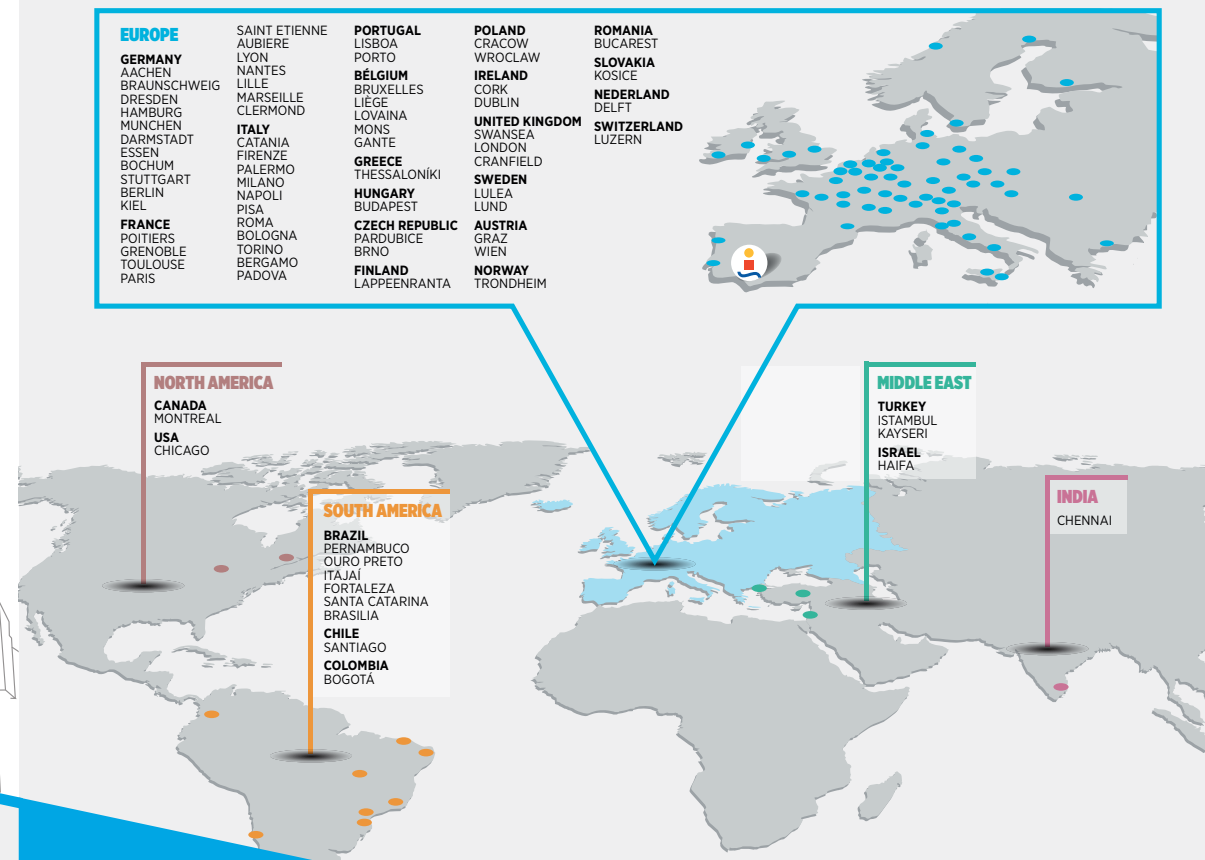 EUROPE
GERMANY
AACHEN
BRAUNSCHWEIG
DRESDEN
HAMBURG
MUNCHEN
DARMSTADT
ESSEN
BOCHUM
STUTTGART
BERLIN
KIEL
FRANCE
POITIERS
GRENOBLE
TOULOUSE
PARIS
SAINT ETIENNE
AUBIERE
LYON
NANTES
LILLE
MARSEILLE
CLERMOND
ITALY
CATANIA
FIRENZE
PALERMO
MILANO
NAPOLI
PISA
ROMA
BOLOGNA
TORINO
BERGAMO
PADOVA
PORTUGAL
LISBOA
PORTO
BÉLGIUM
BRUXELLES
LIÈGE
LOVAINA
MONS
GANTE
GREECE
THESSALONÍKI
HUNGARY
BUDAPEST
CZECH REPUBLIC
PARDUBICE
BRNO
FINLAND
LAPPEENRANTA
POLAND
CRACOW
WROCLAW
IRELAND
CORK
DUBLIN
UNITED KINGDOM
SWANSEA
LONDON
CRANFIELD
SWEDEN
LULEA
LUND
AUSTRIA
GRAZ
WIEN
NORWAY
TRONDHEIM
ROMANIA
BUCAREST
SLOVAKIA
KOSICE
NEDERLAND
DELFT
SWITZERLAND
LUZERN
NORTH AMERICA
CANADA
MONTREAL
USA
CHICAGO
SOUTH AMERICA
BRAZIL
PERNAMBUCO
OURO PRETO
ITAJAÍ
FORTALEZA
SANTA CATARINA
BRASILIA
CHILE
SANTIAGO
COLOMBIA
BOGOTÁ
MIDDLE EAST
TURKEY
ISTAMBUL
KAYSERI
ISRAEL
HAIFA
INDIA
CHENNAI